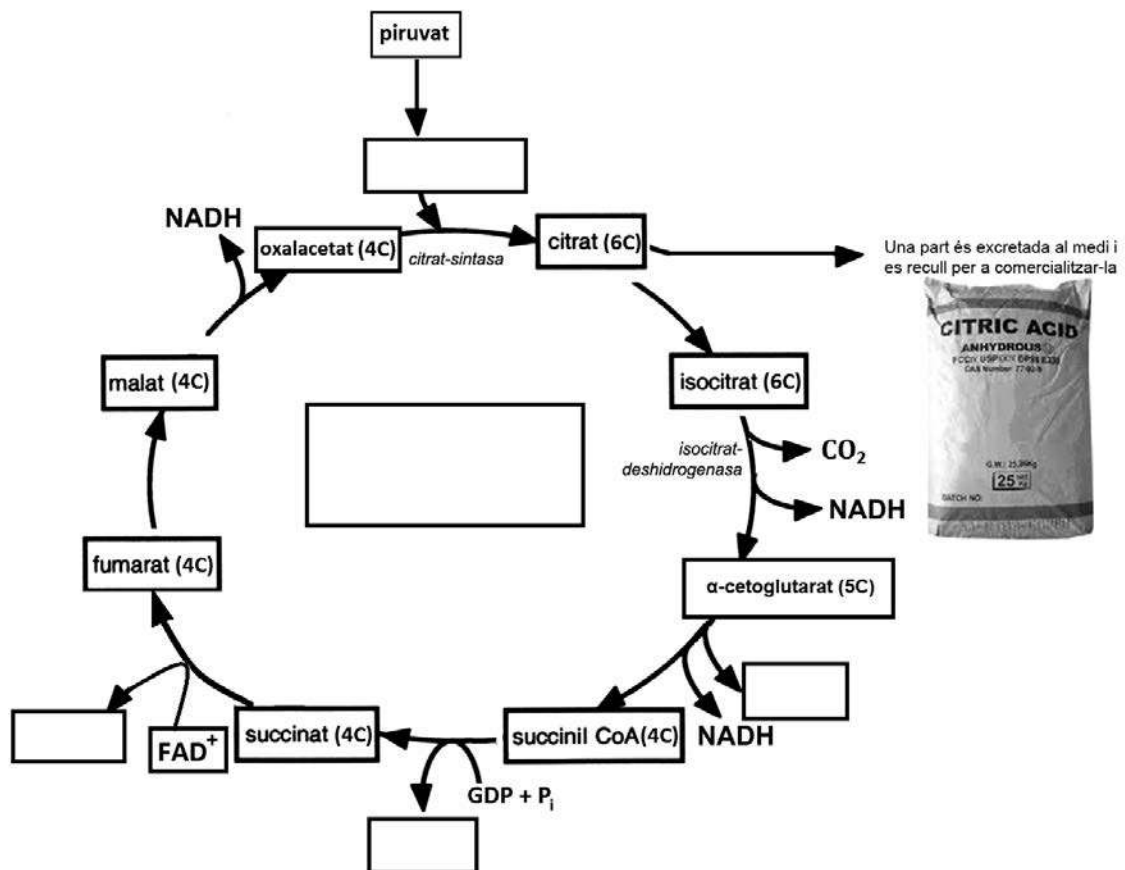 piruvat
NADH
oxalacetat (4C)
citrat-sintasa
citrat (6C)
Una part és excretada al medi i
es recull per a comercialitzar-la
CITRIC ACID
ANHYDROUS
malat (4C)
isocitrat (6C)
isocitrat-
deshidrogenasa
CO₂
NADH
25
BATCH NO:
fumarat (4C)
α-cetoglutarat (5C)
succinat (4C)
succinil CoA(4C)
NADH
FAD⁺
GDP + Pᵢ